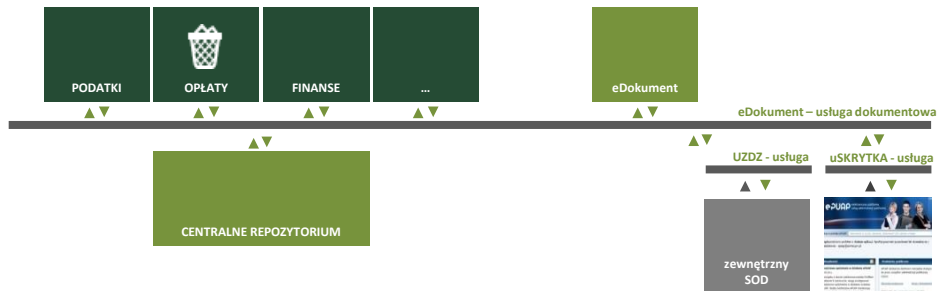 PODATKI
OPŁATY
FINANSE
...
eDokument
eDokument – usługa dokumentowa
UZDZ - usługa
uSKRYTKA - usługa
CENTRALNE REPOZYTORIUM
zewnętrzny
SOD
ePUAP